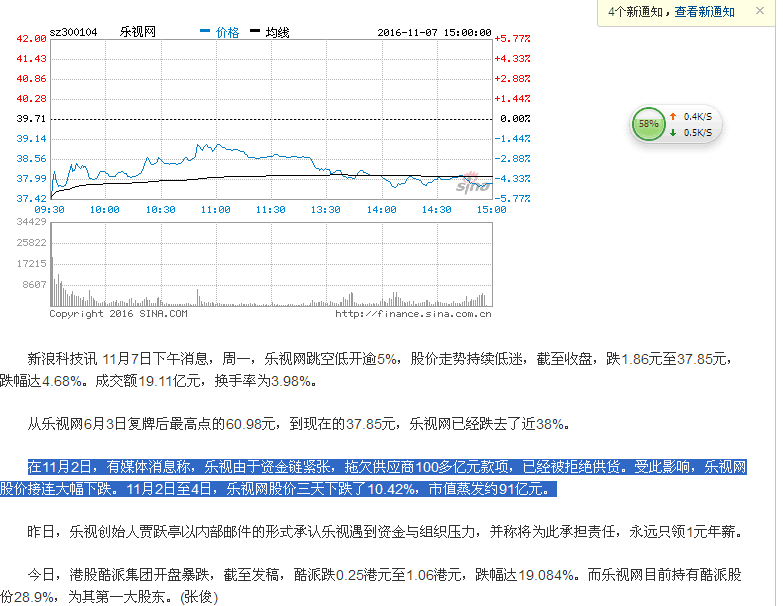 4个新通知，查看新通知 ×
sz300104 乐视网 价格 均线 2016-11-07 15:00:00
42.00 +5.77%
41.43 +4.33%
40.86 +2.88%
40.28 +1.44%
39.71 0.00%
39.14 -1.44%
38.56 -2.88%
37.99 -4.33%
37.42 -5.77%
58% 0.4K/S
0.5K/S
sina
09:30 10:00 10:30 11:00 11:30 13:30 14:00 14:30 15:00
34429
25822
17215
8607
Copyright 2016 SINA.COM http://finance.sina.com.cn
新浪科技讯 11月7日下午消息，周一，乐视网跳空低开逾5%，股价走势持续低迷，截至收盘，跌1.86元至37.85元，
跌幅达4.68%。成交额19.11亿元，换手率为3.98%。
从乐视网6月3日复牌后最高点的60.98元，到现在的37.85元，乐视网已经跌去了近38%。
在11月2日，有媒体消息称，乐视由于资金链紧张，拖欠供应商100多亿元款项，已经被拒绝供货。受此影响，乐视网
股价接连大幅下跌。11月2日至4日，乐视网股价三天下跌了10.42%，市值蒸发约91亿元。
昨日，乐视创始人贾跃亭以内部邮件的形式承认乐视遇到资金与组织压力，并称将为此承担责任，永远只领1元年薪。
今日，港股酷派集团开盘暴跌，截至发稿，酷派跌0.25港元至1.06港元，跌幅达19.084%。而乐视网目前持有酷派股
份28.9%，为其第一大股东。(张俊)